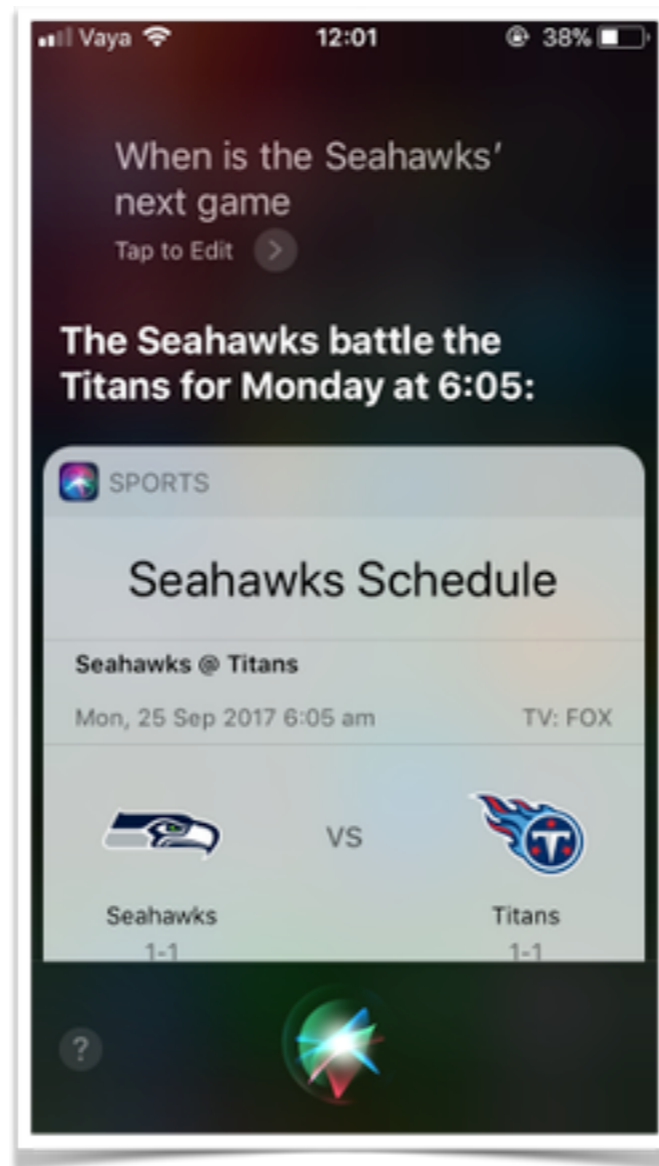 Vaya 12:01 38%
When is the Seahawks'
next game
Tap to Edit >
The Seahawks battle the
Titans for Monday at 6:05:
SPORTS
Seahawks Schedule
Seahawks @ Titans
Mon, 25 Sep 2017 6:05 am TV: FOX
VS
T
Seahawks Titans
1-1 1-1
?